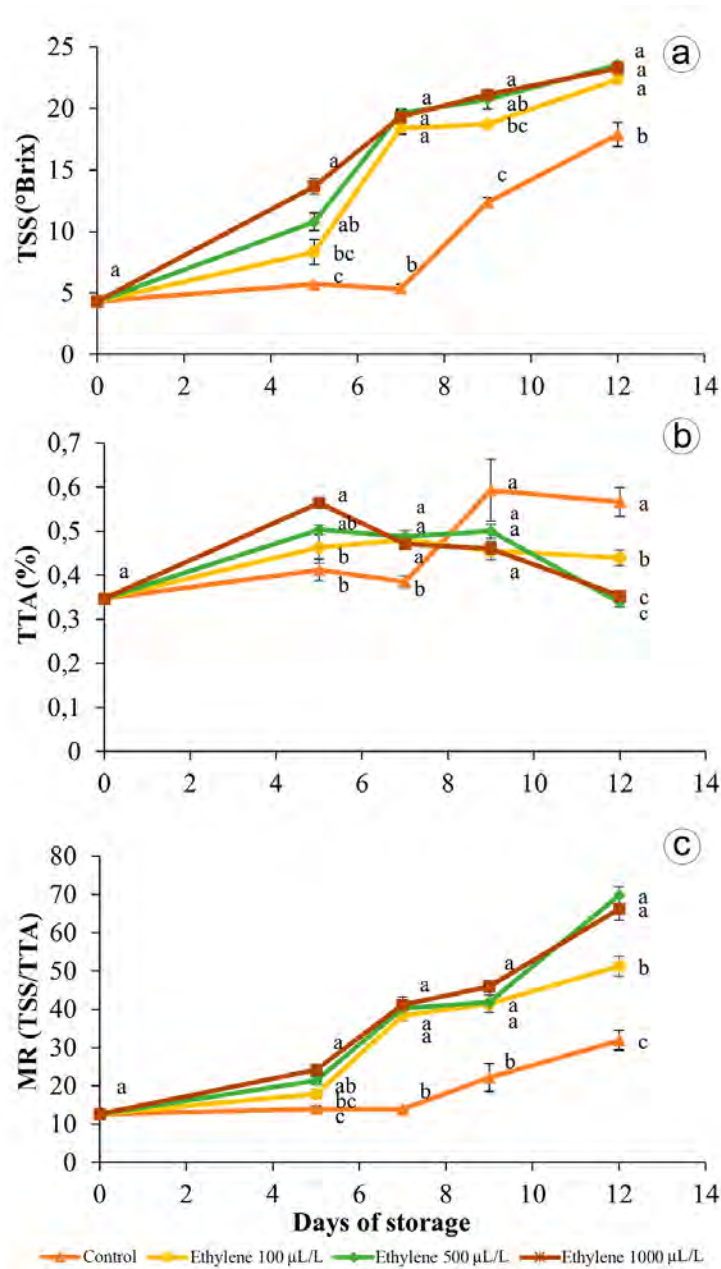 a
25
20
15
10
5
0
TSS(°Brix)
a
a
ab
bc
c
a
a
a
b
a
ab
bc
c
a
a
a
b
0 2 4 6 8 10 12 14
b
0,7
0,6
0,5
0,4
0,3
0,2
0,1
0
TTA(%)
a
a
ab
b
b
a
a
a
b
a
a
a
a
a
b
c
c
0 2 4 6 8 10 12 14
c
80
70
60
50
40
30
20
10
0
MR (TSS/TTA)
a
a
ab
bc
c
a
a
a
b
a
a
a
b
a
a
b
c
0 2 4 6 8 10 12 14
Days of storage
Control Ethylene 100 µL/L Ethylene 500 µL/L Ethylene 1000 µL/L